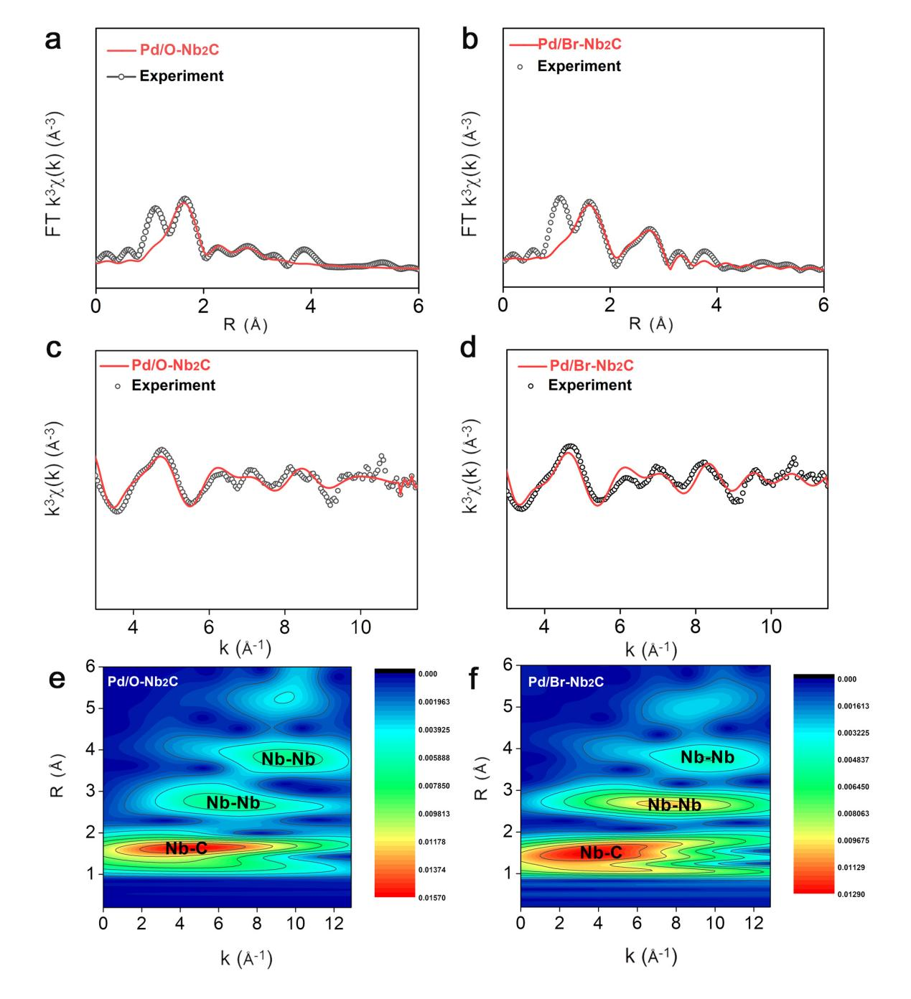 a
Pd/O-Nb2C
Experiment
FT k³χ(k) (Å⁻³)
0 2 4 6
R (Å)
b
Pd/Br-Nb2C
Experiment
FT k³χ(k) (Å⁻³)
0 2 4 6
R (Å)
c
Pd/O-Nb2C
Experiment
k³χ(k) (Å⁻³)
4 6 8 10
k (Å⁻¹)
d
Pd/Br-Nb2C
Experiment
k³χ(k) (Å⁻³)
4 6 8 10
k (Å⁻¹)
e
Pd/O-Nb2C
6
5
4
3
2
1
R (Å)
Nb-Nb
Nb-Nb
Nb-C
0 2 4 6 8 10 12
k (Å⁻¹)
0.000
0.001963
0.003925
0.005888
0.007850
0.009813
0.01178
0.01374
0.01570
f
Pd/Br-Nb2C
6
5
4
3
2
1
R (Å)
Nb-Nb
Nb-Nb
Nb-C
0 2 4 6 8 10 12
k (Å⁻¹)
0.000
0.001613
0.003225
0.004837
0.006450
0.008063
0.009675
0.01129
0.01290